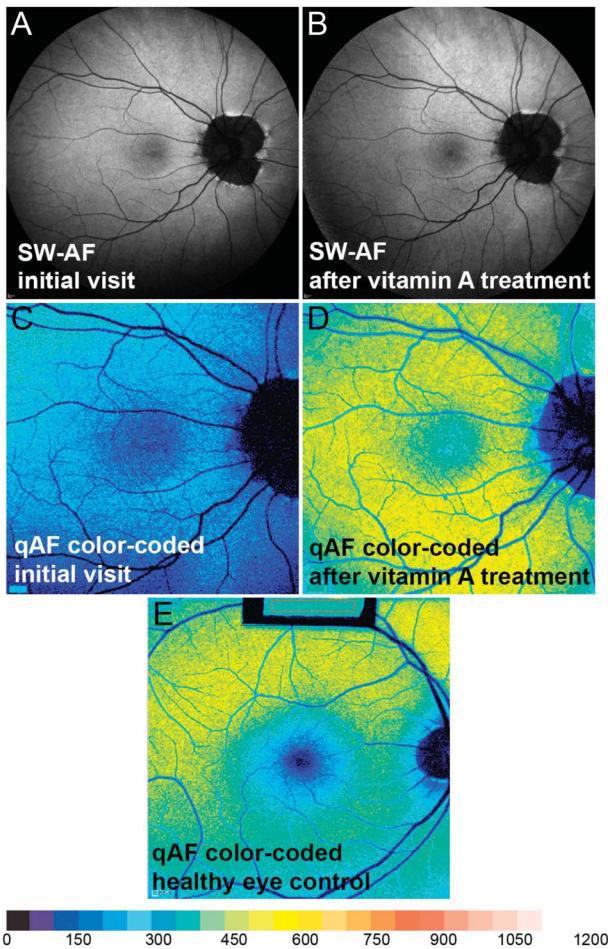 A
B
SW-AF
initial visit
SW-AF
after vitamin A treatment
C
D
qAF color-coded
initial visit
qAF color-coded
after vitamin A treatment
E
qAF color-coded
healthy eye control
0 150 300 450 600 750 900 1050 1200